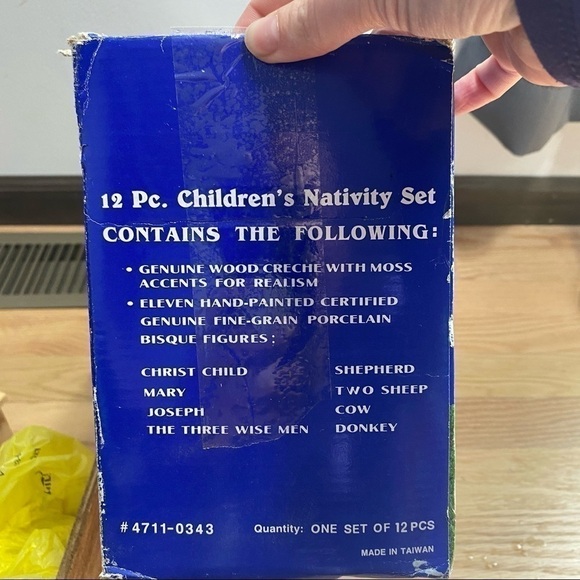 12 Pc. Children's Nativity Set
CONTAINS THE FOLLOWING:
• GENUINE WOOD CRECHE WITH MOSS
ACCENTS FOR REALISM
• ELEVEN HAND-PAINTED CERTIFIED
GENUINE FINE-GRAIN PORCELAIN
BISQUE FIGURES:
CHRIST CHILD
MARY
JOSEPH
THE THREE WISE MEN
SHEPHERD
TWO SHEEP
COW
DONKEY
#4711-0343
Quantity: ONE SET OF 12 PCS
MADE IN TAIWAN